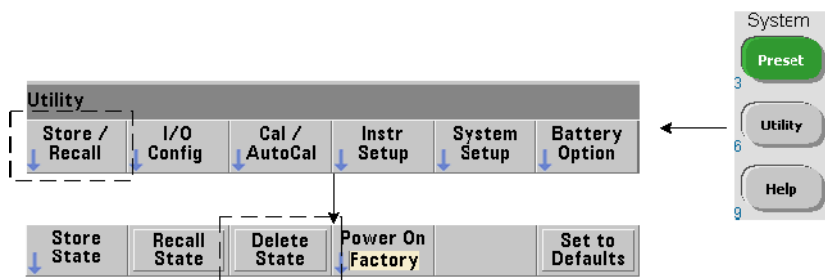 System
Preset
3
Utility
6
Help
9
Utility
Store / Recall
I/O Config
Cal / AutoCal
Instr Setup
System Setup
Battery Option
Store State
Recall State
Delete State
Power On Factory
Set to Defaults